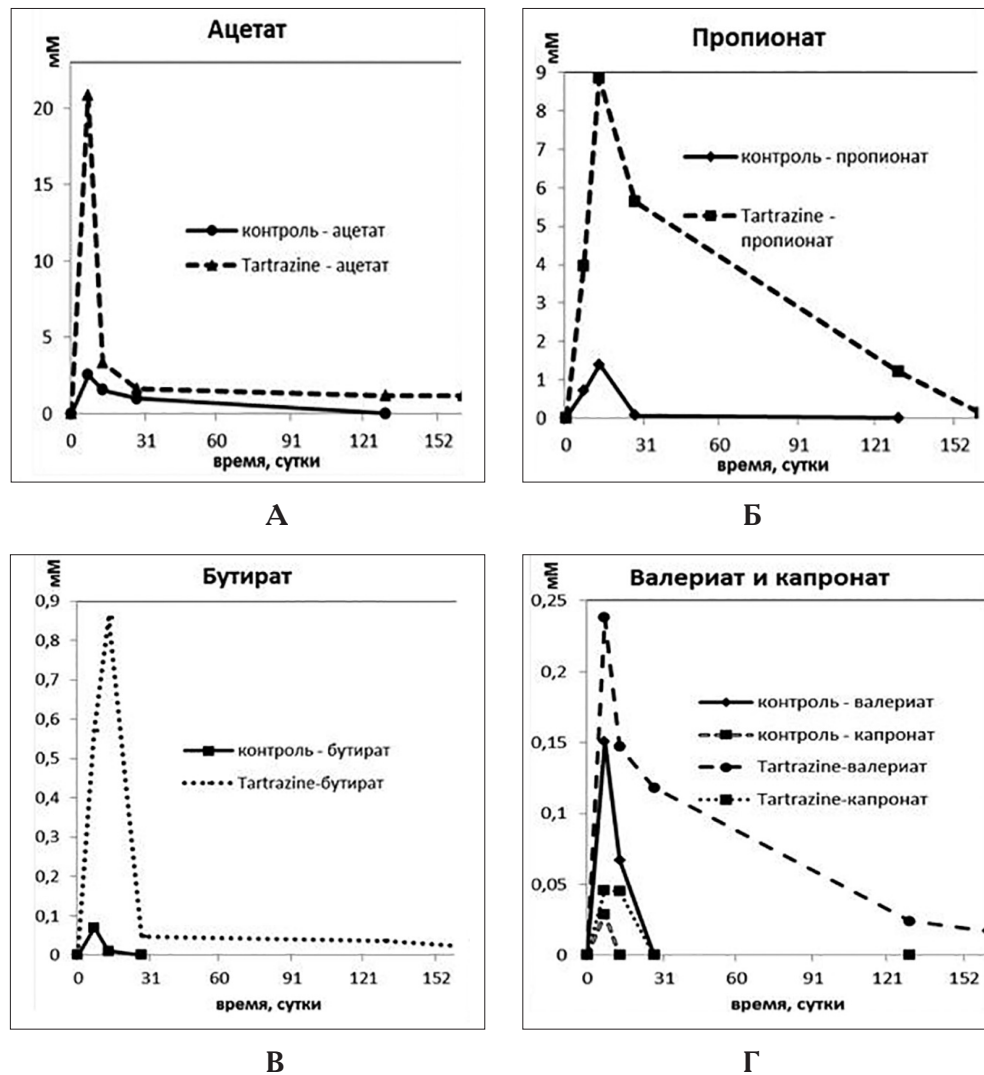 Ацетат
мМ
20
15
10
5
0
контроль - ацетат
Tartrazine - ацетат
0 31 60 91 121 152
время, сутки
А
Пропионат
мМ
9
8
7
6
5
4
3
2
1
0
контроль - пропионат
Tartrazine -
пропионат
0 31 60 91 121 152
время, сутки
Б
Бутират
мМ
0,9
0,8
0,7
0,6
0,5
0,4
0,3
0,2
0,1
0
контроль - бутират
Tartrazine-бутират
0 31 60 91 121 152
время, сутки
В
Валериат и капронат
мМ
0,25
0,2
0,15
0,1
0,05
0
контроль - валериат
контроль - капронат
Tartrazine-валериат
Tartrazine-капронат
0 31 60 91 121 152
время, сутки
Г